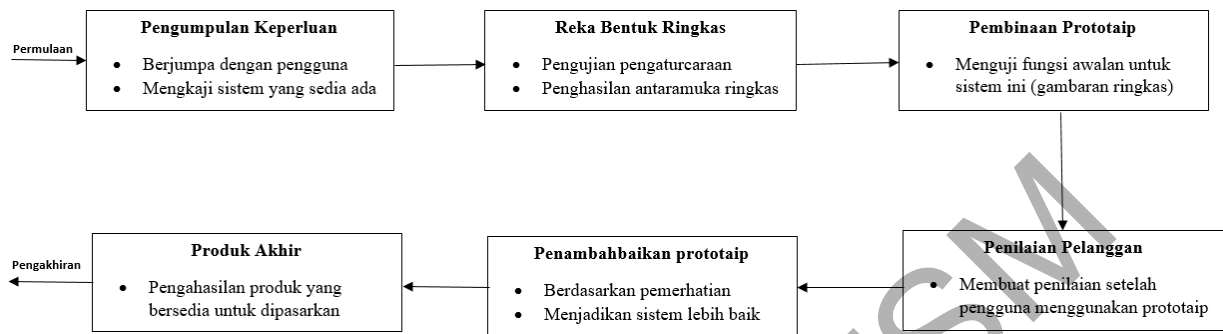 Permulaan
Pengumpulan Keperluan
• Berjumpa dengan pengguna
• Mengkaji sistem yang sedia ada
Reka Bentuk Ringkas
• Pengujian pengaturcaraan
• Penghasilan antaramuka ringkas
Pembinaan Prototaip
• Menguji fungsi awalan untuk
sistem ini (gambaran ringkas)
Penilaian Pelanggan
• Membuat penilaian setelah
pengguna menggunakan prototaip
Penambahbaikan prototaip
• Berdasarkan pemerhatian
• Menjadikan sistem lebih baik
Produk Akhir
• Pengahasilan produk yang
bersedia untuk dipasarkan
Pengakhiran